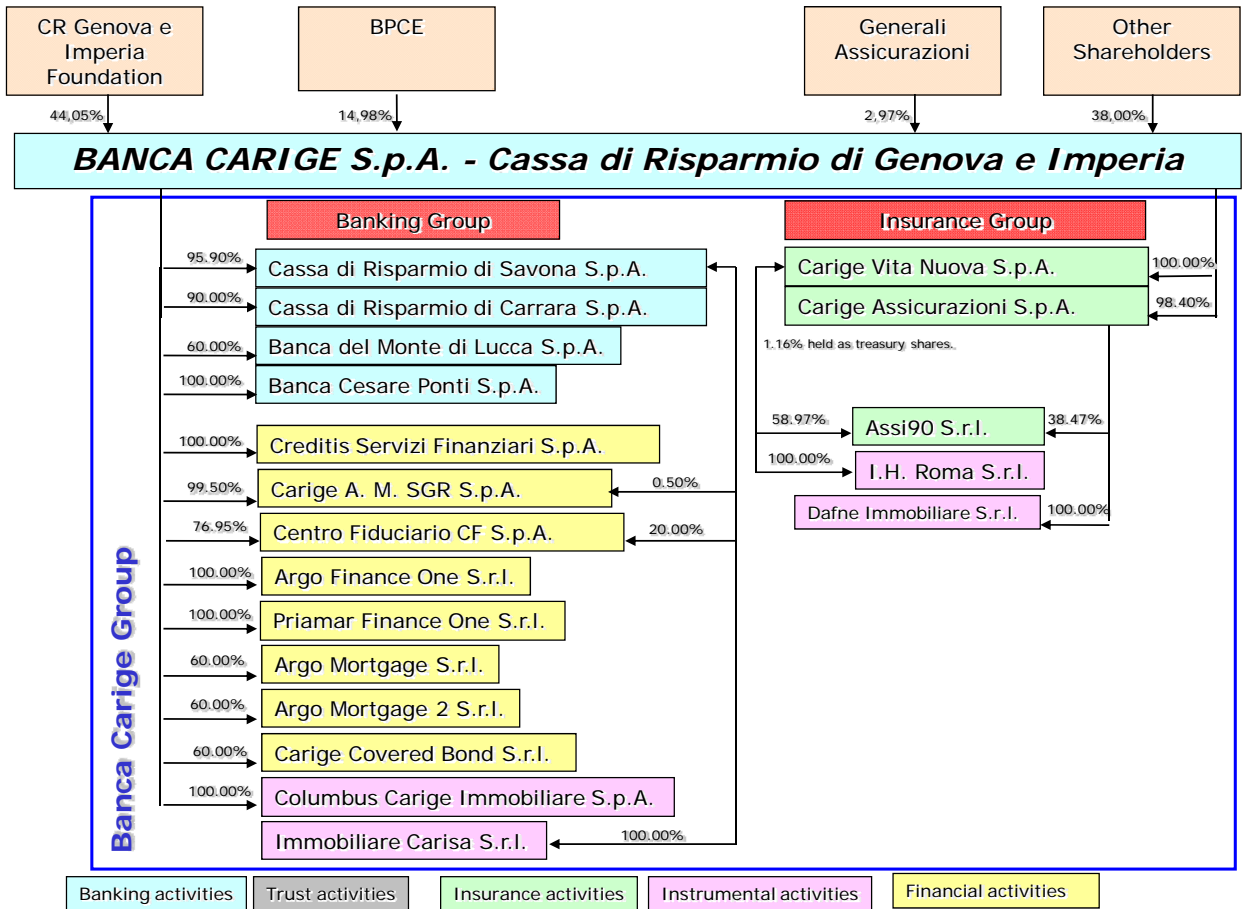 CR Genova e
Imperia
Foundation
BPCE
Generali
Assicurazioni
Other
Shareholders
44,05%
14,98%
2,97%
38,00%
BANCA CARIGE S.p.A. - Cassa di Risparmio di Genova e Imperia
Banking Group
Insurance Group
95.90%
Cassa di Risparmio di Savona S.p.A.
Carige Vita Nuova S.p.A.
100.00%
90.00%
Cassa di Risparmio di Carrara S.p.A.
Carige Assicurazioni S.p.A.
98.40%
60.00%
Banca del Monte di Lucca S.p.A.
1.16% held as treasury shares.
100.00%
Banca Cesare Ponti S.p.A.
58.97%
Assi90 S.r.l.
38.47%
100.00%
Creditis Servizi Finanziari S.p.A.
100.00%
I.H. Roma S.r.l.
99.50%
Carige A. M. SGR S.p.A.
0.50%
Dafne Immobiliare S.r.l.
100.00%
76.95%
Centro Fiduciario CF S.p.A.
20.00%
100.00%
Argo Finance One S.r.l.
100.00%
Priamar Finance One S.r.l.
60.00%
Argo Mortgage S.r.l.
60.00%
Argo Mortgage 2 S.r.l.
60.00%
Carige Covered Bond S.r.l.
100.00%
Columbus Carige Immobiliare S.p.A.
Immobiliare Carisa S.r.l.
100.00%
Banca Carige Group
Banking activities
Trust activities
Insurance activities
Instrumental activities
Financial activities